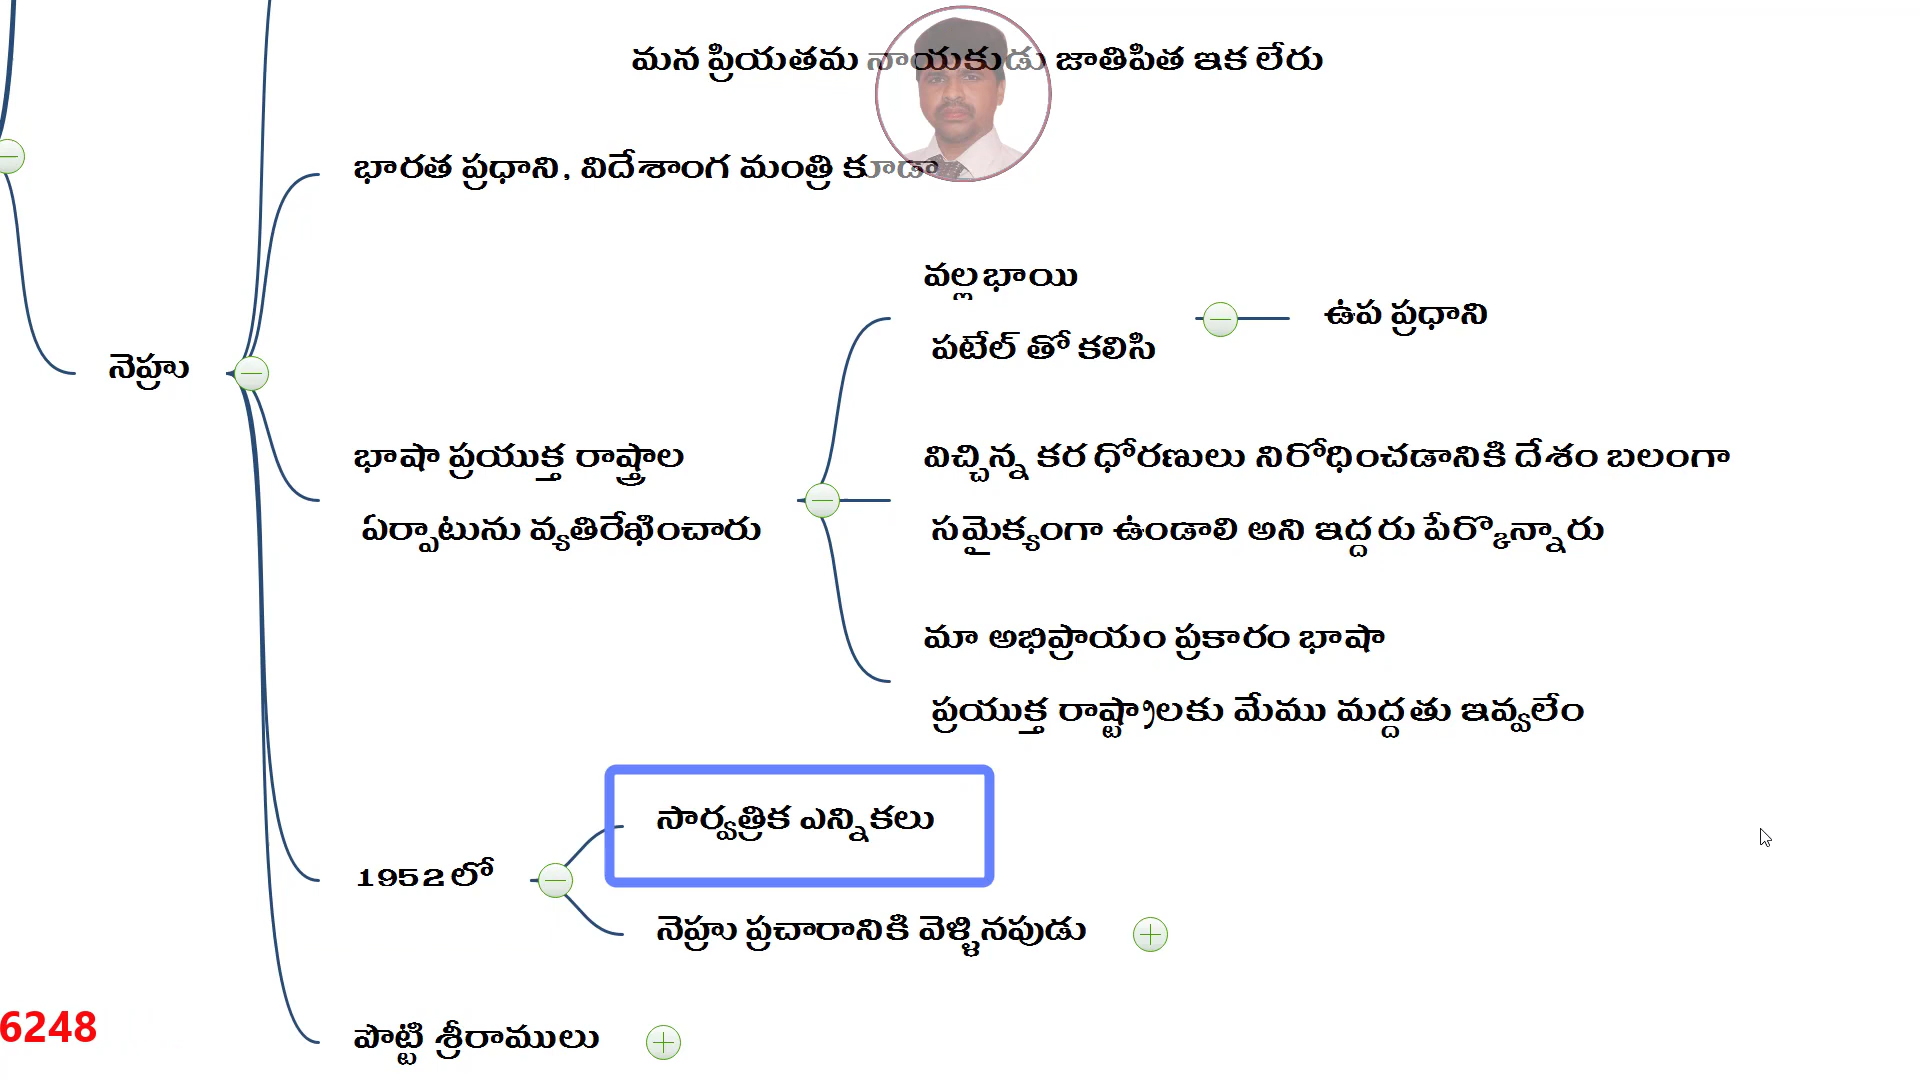 మన ప్రియతమ నాయకుడు జాతిపిత ఇక లేరు
భారత ప్రధాని, విదేశాంగ మంత్రి కూడా
వల్లభాయి
పటేల్ తో కలిసి
ఉప ప్రధాని
నెహ్రు
భాషా ప్రయుక్త రాష్ట్రాల
ఏర్పాటును వ్యతిరేఖించారు
విచ్చిన్న కర ధోరణులు నిరోధించడానికి దేశం బలంగా
సమైక్యంగా ఉండాలి అని ఇద్దరు పేర్కొన్నారు
మా అభిప్రాయం ప్రకారం భాషా
ప్రయుక్త రాష్ట్రాలకు మేము మద్దతు ఇవ్వలేం
సార్వత్రిక ఎన్నికలు
1952 లో
నెహ్రు ప్రచారానికి వెళ్ళినపుడు
పొట్టి శ్రీరాములు
6248